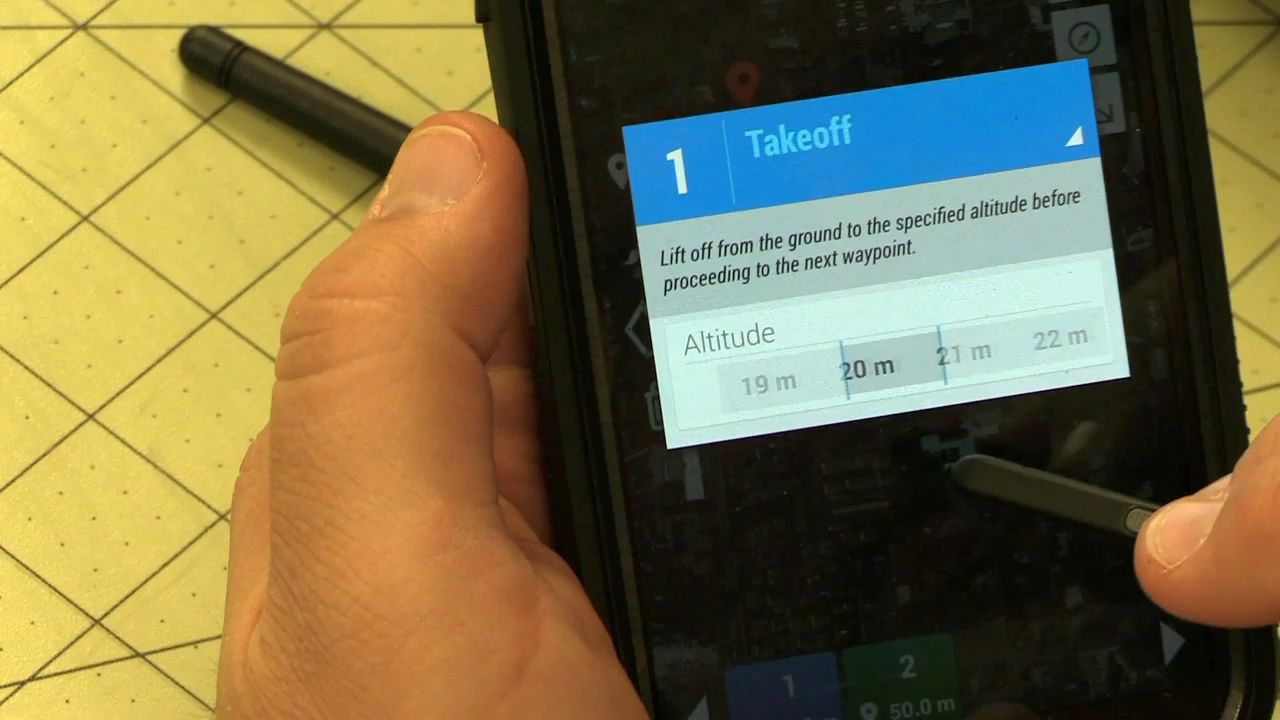 1
Takeoff
Lift off from the ground to the specified altitude before
proceeding to the next waypoint.
Altitude
19 m 20 m 21 m 22 m
1
2
50.0 m